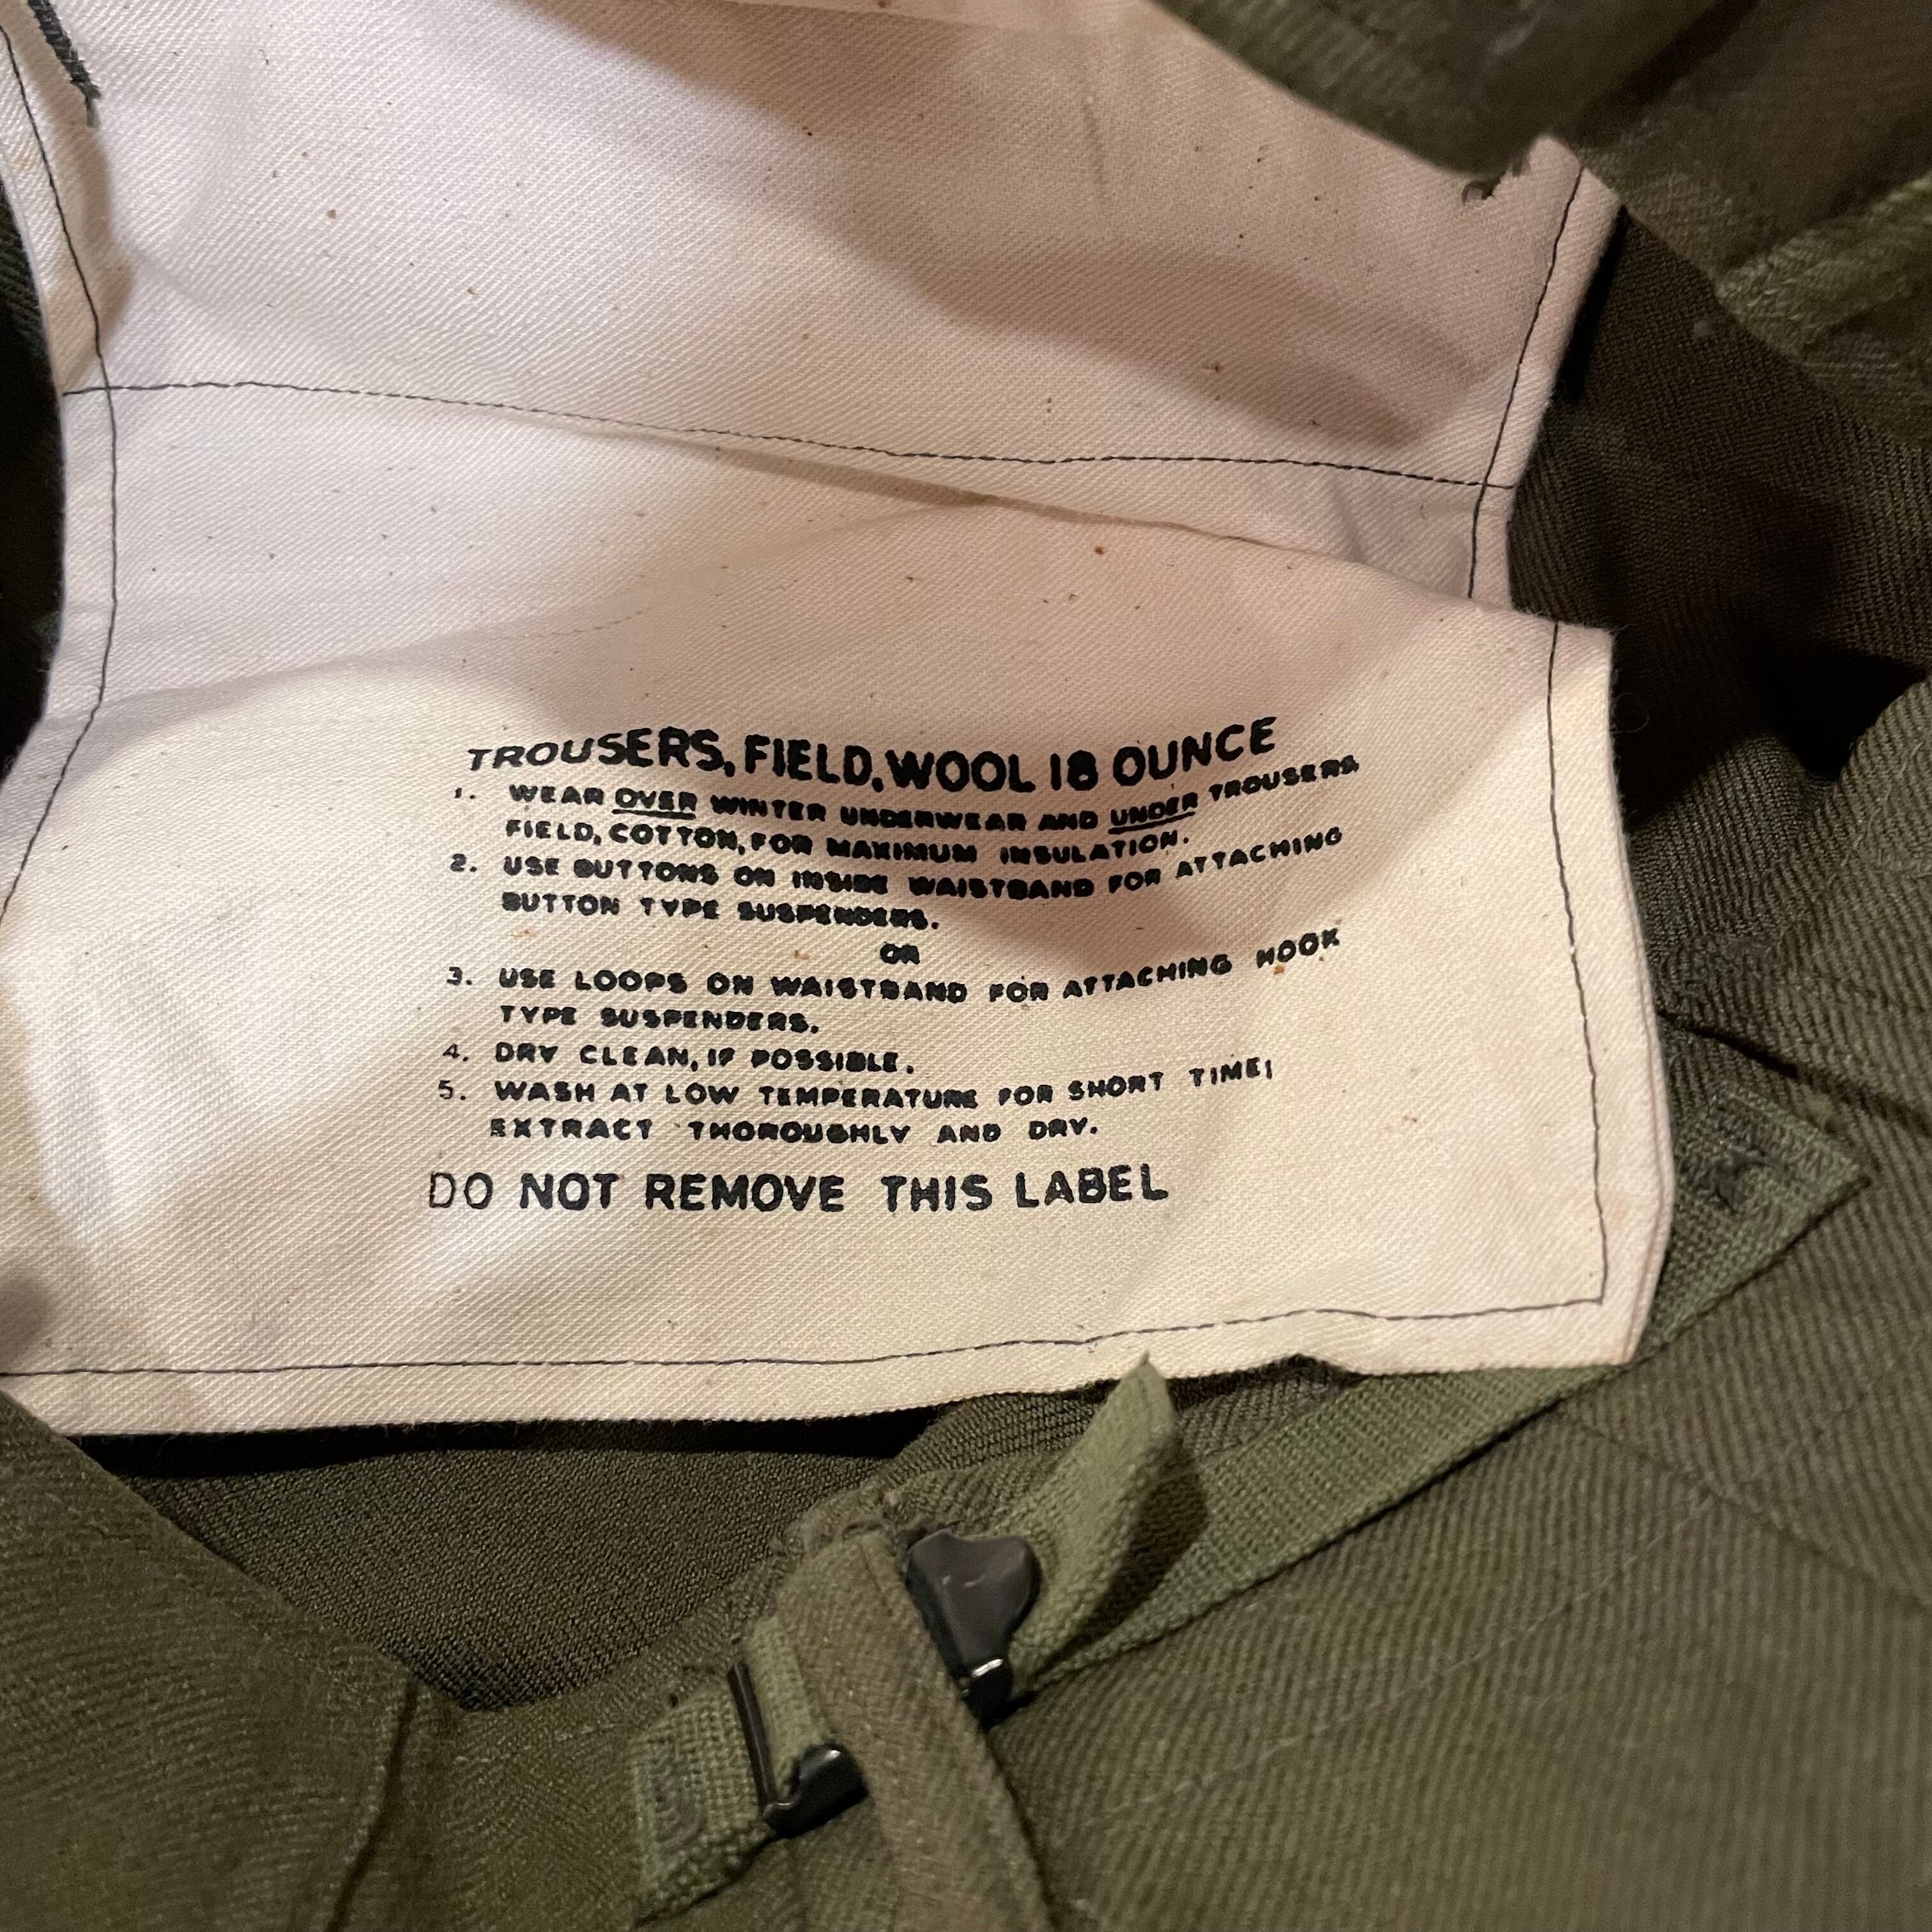 TROUSERS, FIELD, WOOL 18 OUNCE
1. WEAR OVER WINTER UNDERWEAR AND UNDER TROUSERS
FIELD, COTTON, FOR MAXIMUM INSULATION.
2. USE BUTTONS ON INSIDE WAISTBAND FOR ATTACHING
BUTTON TYPE SUSPENDERS.
OR
3. USE LOOPS ON WAISTBAND FOR ATTACHING HOOK
TYPE SUSPENDERS.
4. DRY CLEAN, IF POSSIBLE.
5. WASH AT LOW TEMPERATURE FOR SHORT TIME;
EXTRACT THOROUGHLY AND DRY.
DO NOT REMOVE THIS LABEL